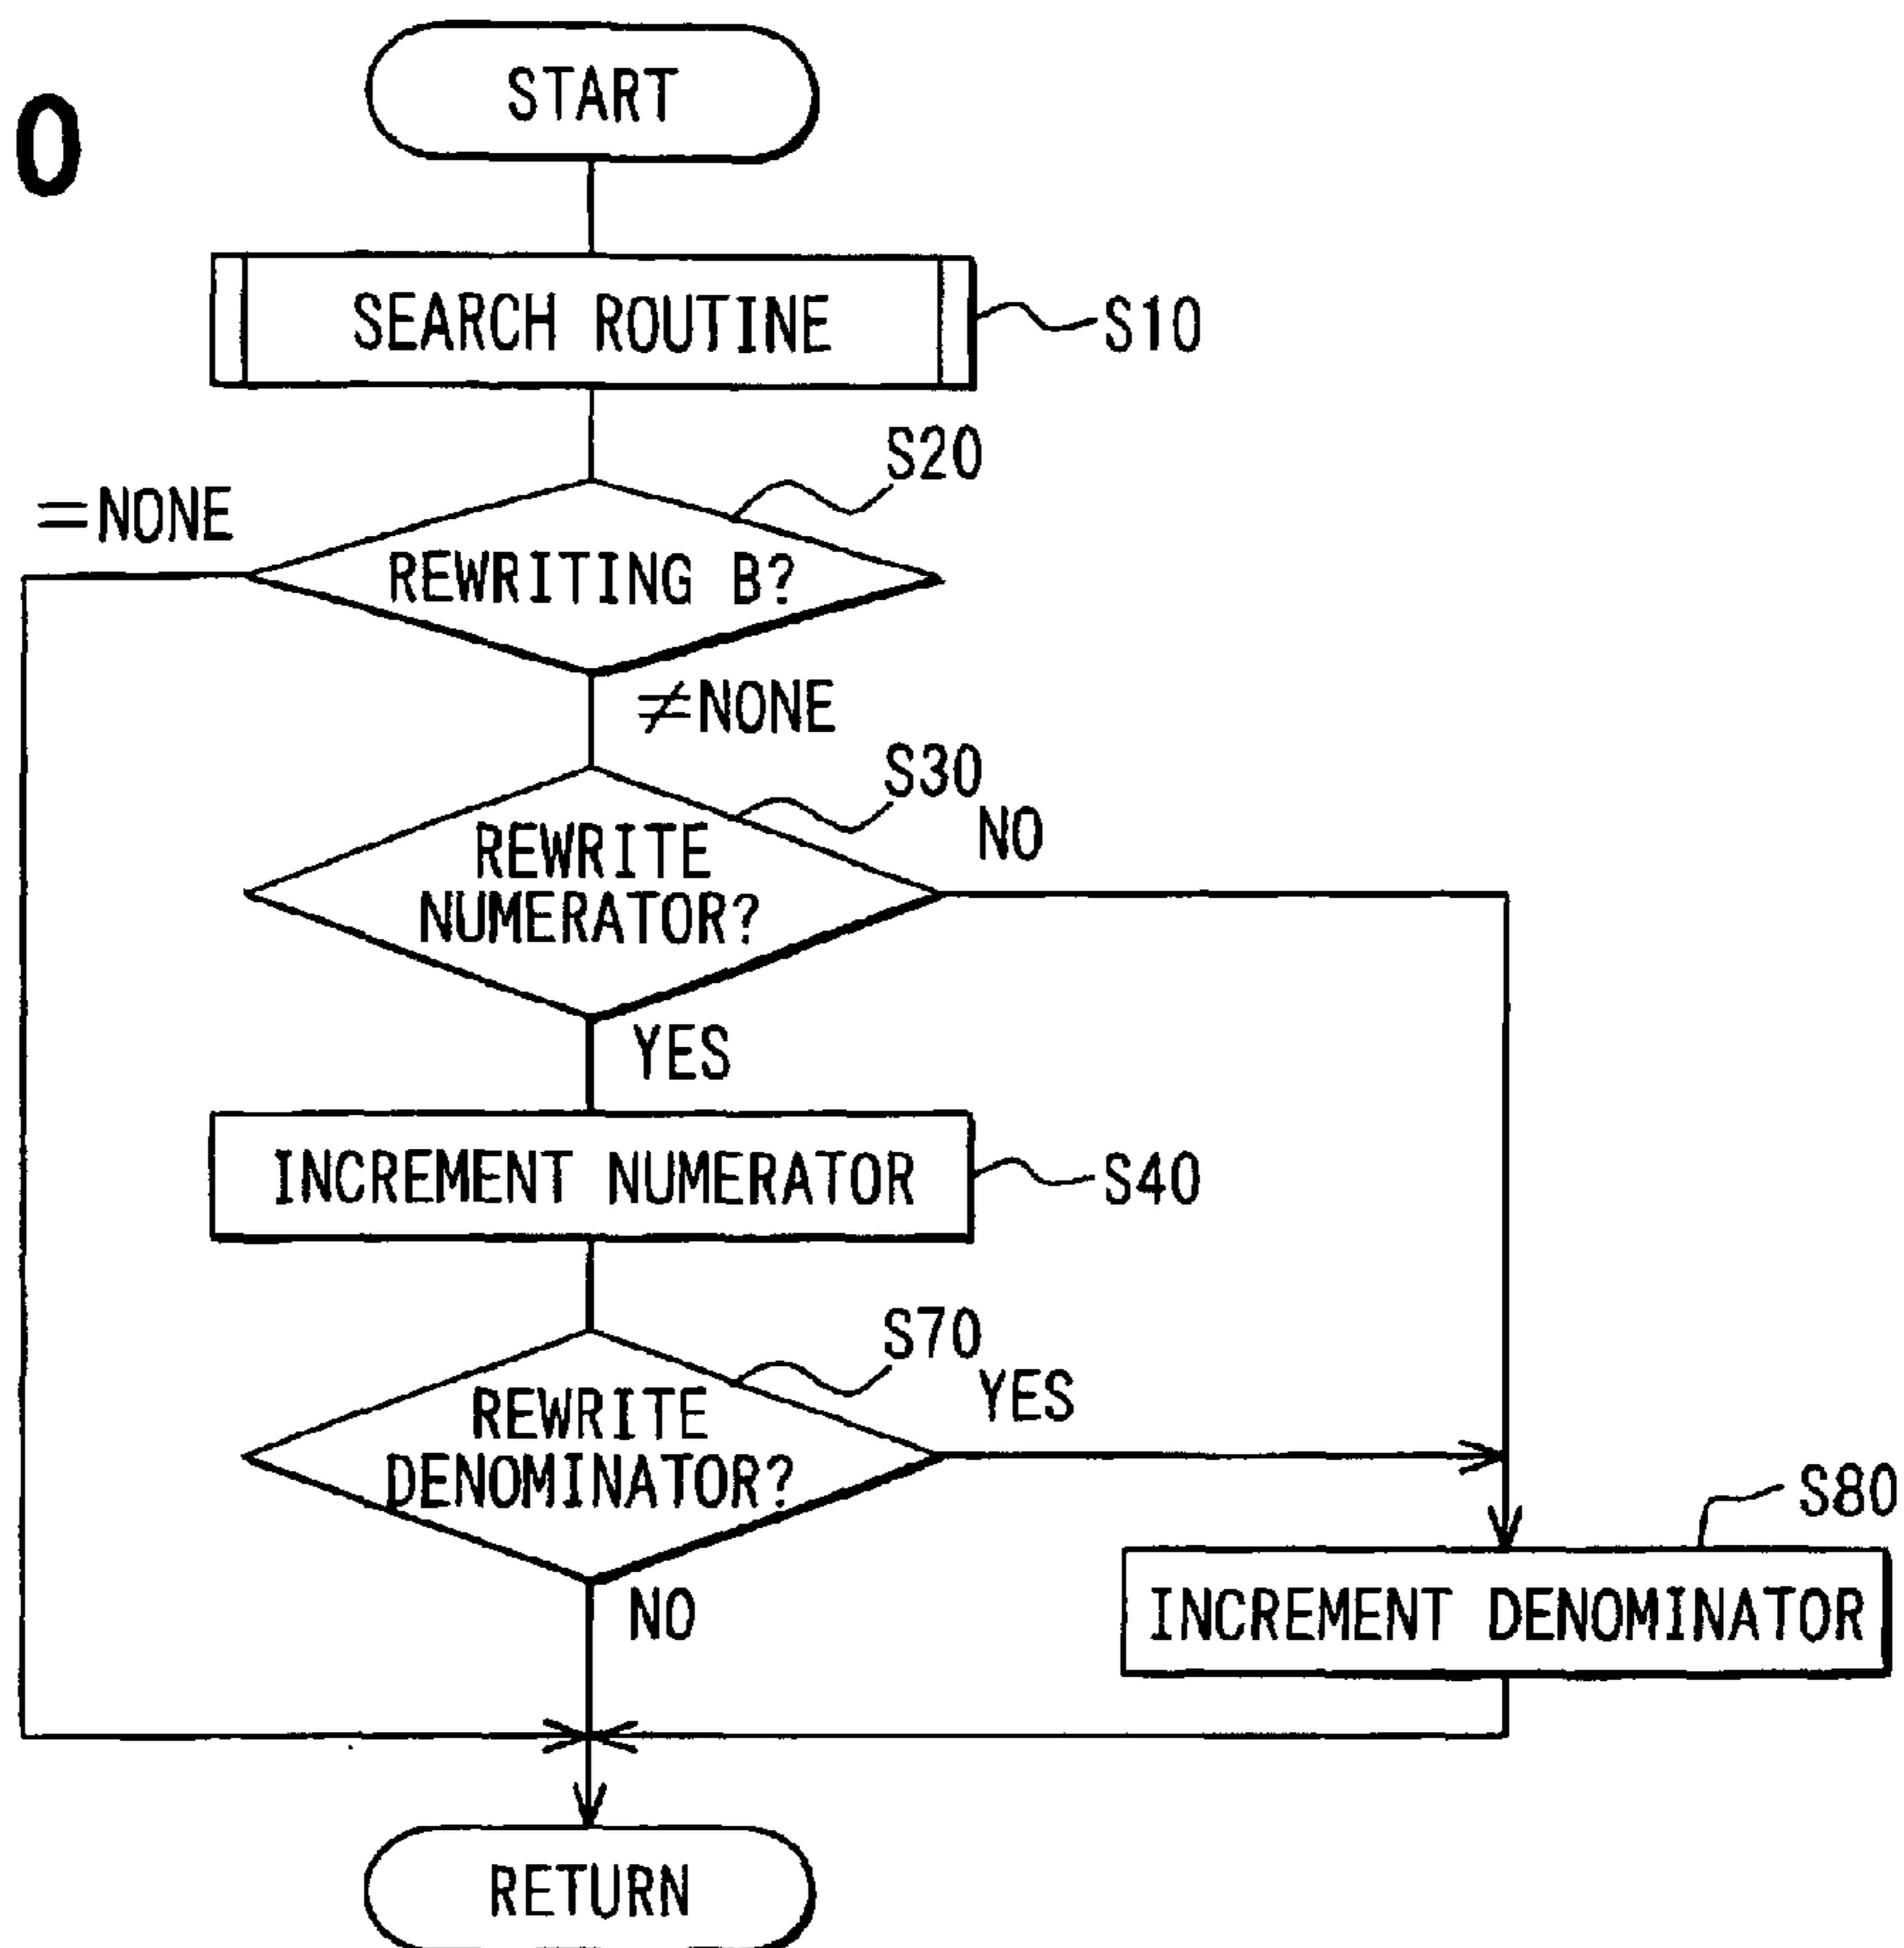 START
0
SEARCH ROUTINE
S10
S20
=NONE
REWRITING B?
≠NONE
S30
NO
REWRITE
NUMERATOR?
YES
INCREMENT NUMERATOR
S40
S70
YES
REWRITE
DENOMINATOR?
S80
NO
INCREMENT DENOMINATOR
RETURN